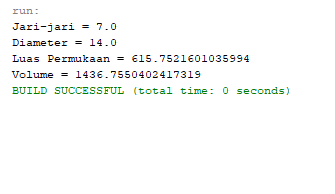 run:
Jari-jari = 7.0
Diameter = 14.0
Luas Permukaan = 615.7521601035994
Volume = 1436.7550402417319
BUILD SUCCESSFUL (total time: 0 seconds)